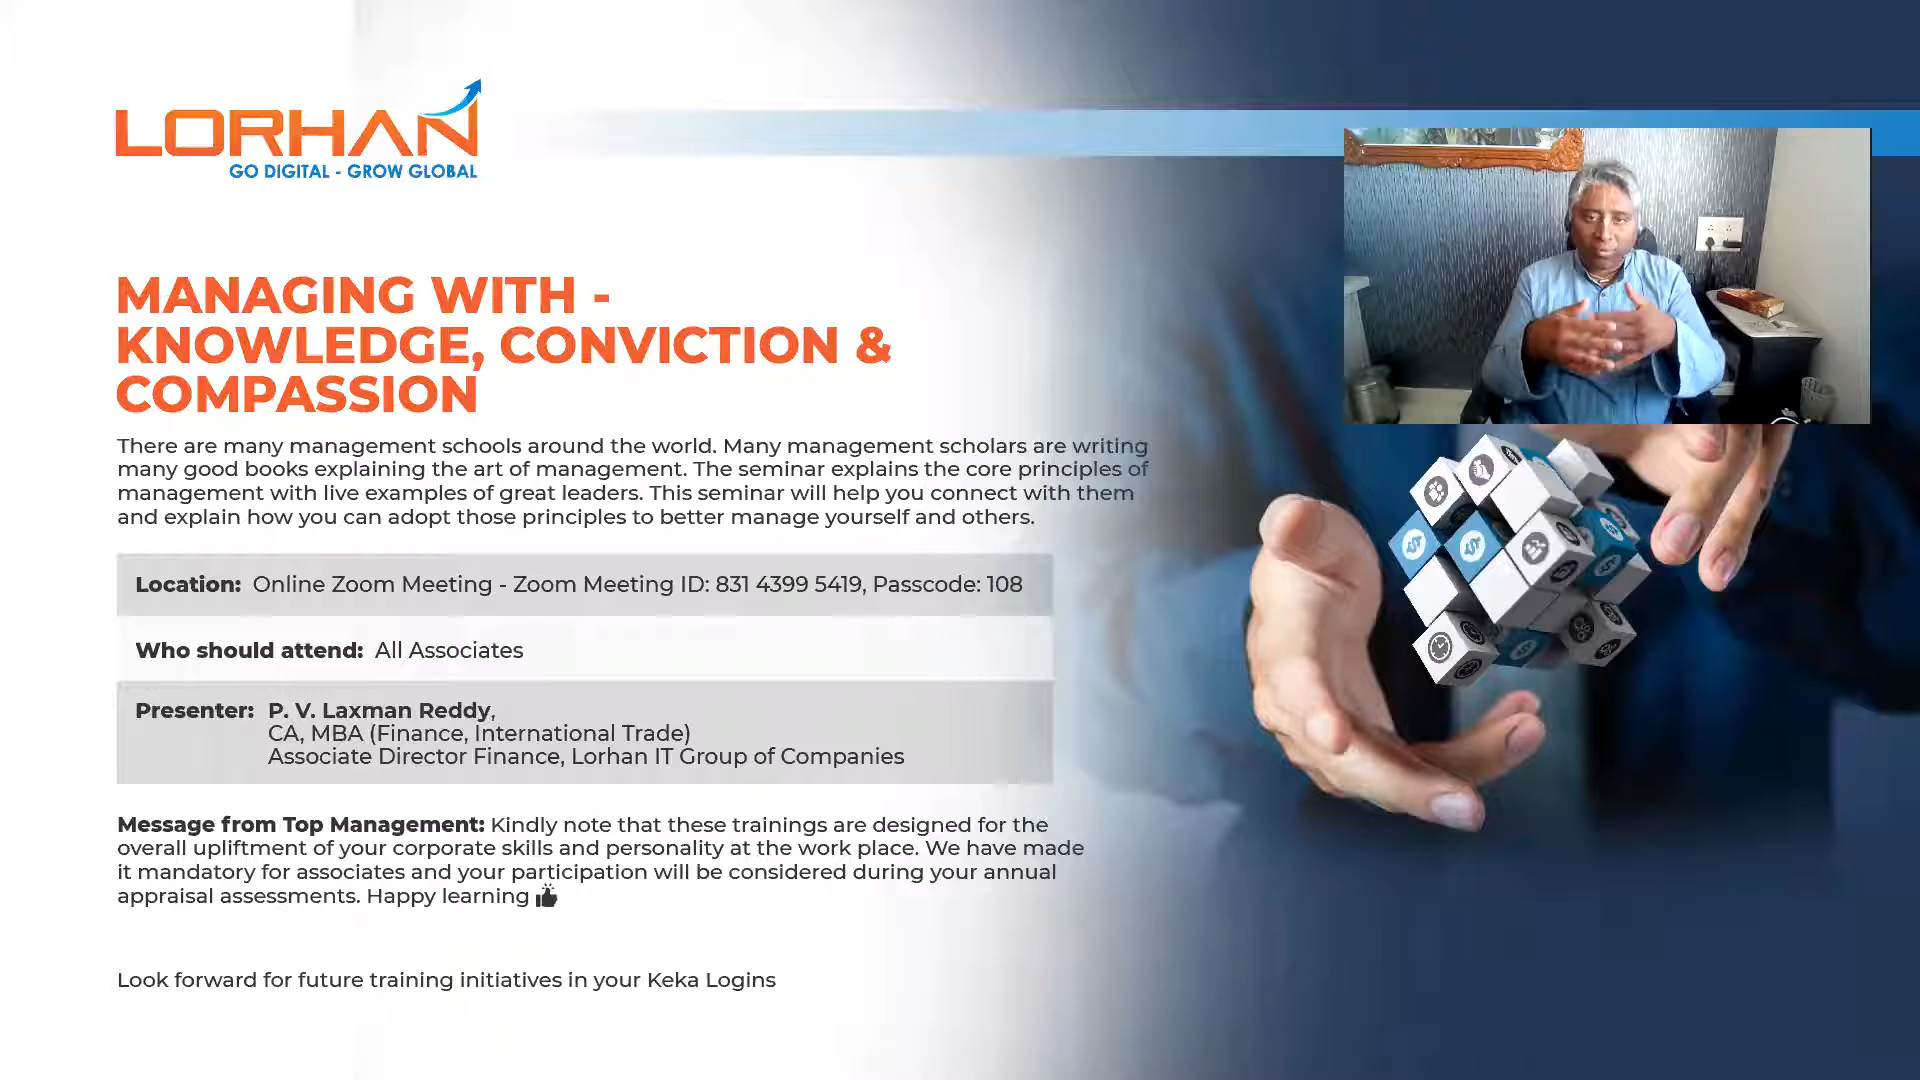 LORHAN
GO DIGITAL - GROW GLOBAL
MANAGING WITH -
KNOWLEDGE, CONVICTION &
COMPASSION
There are many management schools around the world. Many management scholars are writing
many good books explaining the art of management. The seminar explains the core principles of
management with live examples of great leaders. This seminar will help you connect with them
and explain how you can adopt those principles to better manage yourself and others.
Location: Online Zoom Meeting - Zoom Meeting ID: 831 4399 5419, Passcode: 108
Who should attend: All Associates
Presenter: P. V. Laxman Reddy,
CA, MBA (Finance, International Trade)
Associate Director Finance, Lorhan IT Group of Companies
Message from Top Management: Kindly note that these trainings are designed for the
overall upliftment of your corporate skills and personality at the work place. We have made
it mandatory for associates and your participation will be considered during your annual
appraisal assessments. Happy learning
Look forward for future training initiatives in your Keka Logins